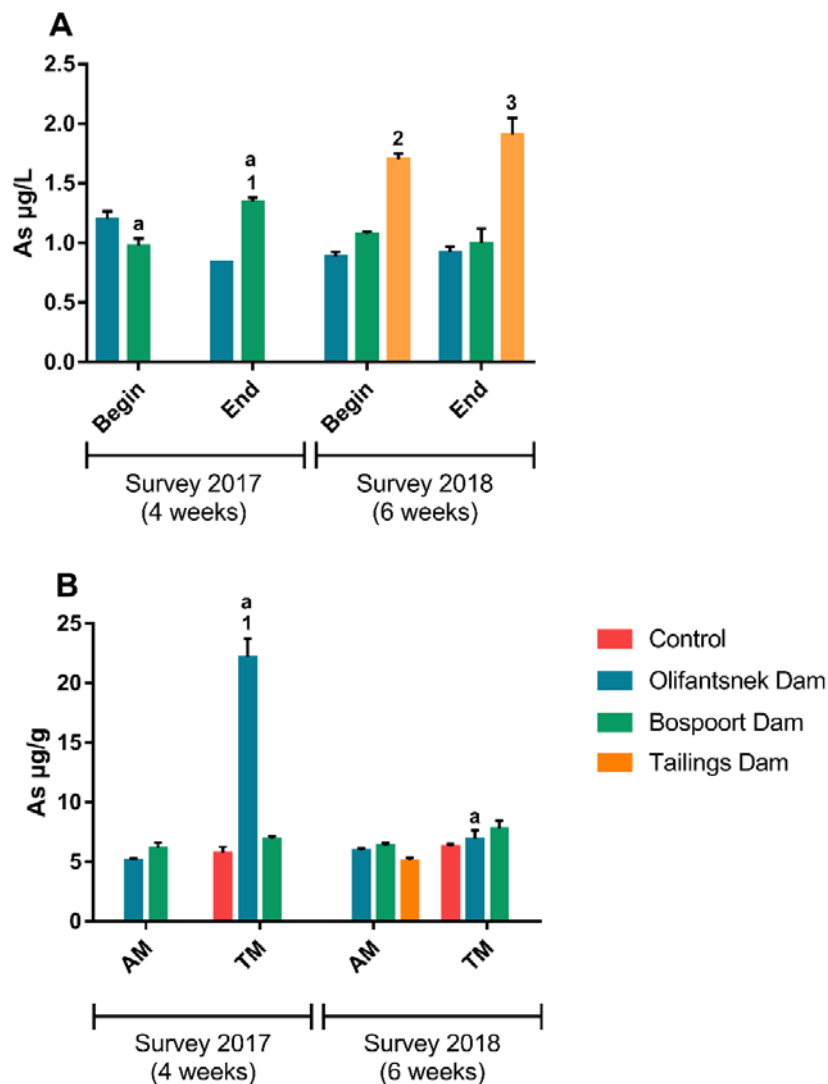 A
As µg/L
2.5
2.0
1.5
1.0
0.5
0.0
a
a
1
2
3
Begin
End
Begin
End
Survey 2017
(4 weeks)
Survey 2018
(6 weeks)
B
As µg/g
25
20
15
10
5
0
a
1
a
AM
TM
AM
TM
Survey 2017
(4 weeks)
Survey 2018
(6 weeks)
Control
Olifantsnek Dam
Bospoort Dam
Tailings Dam